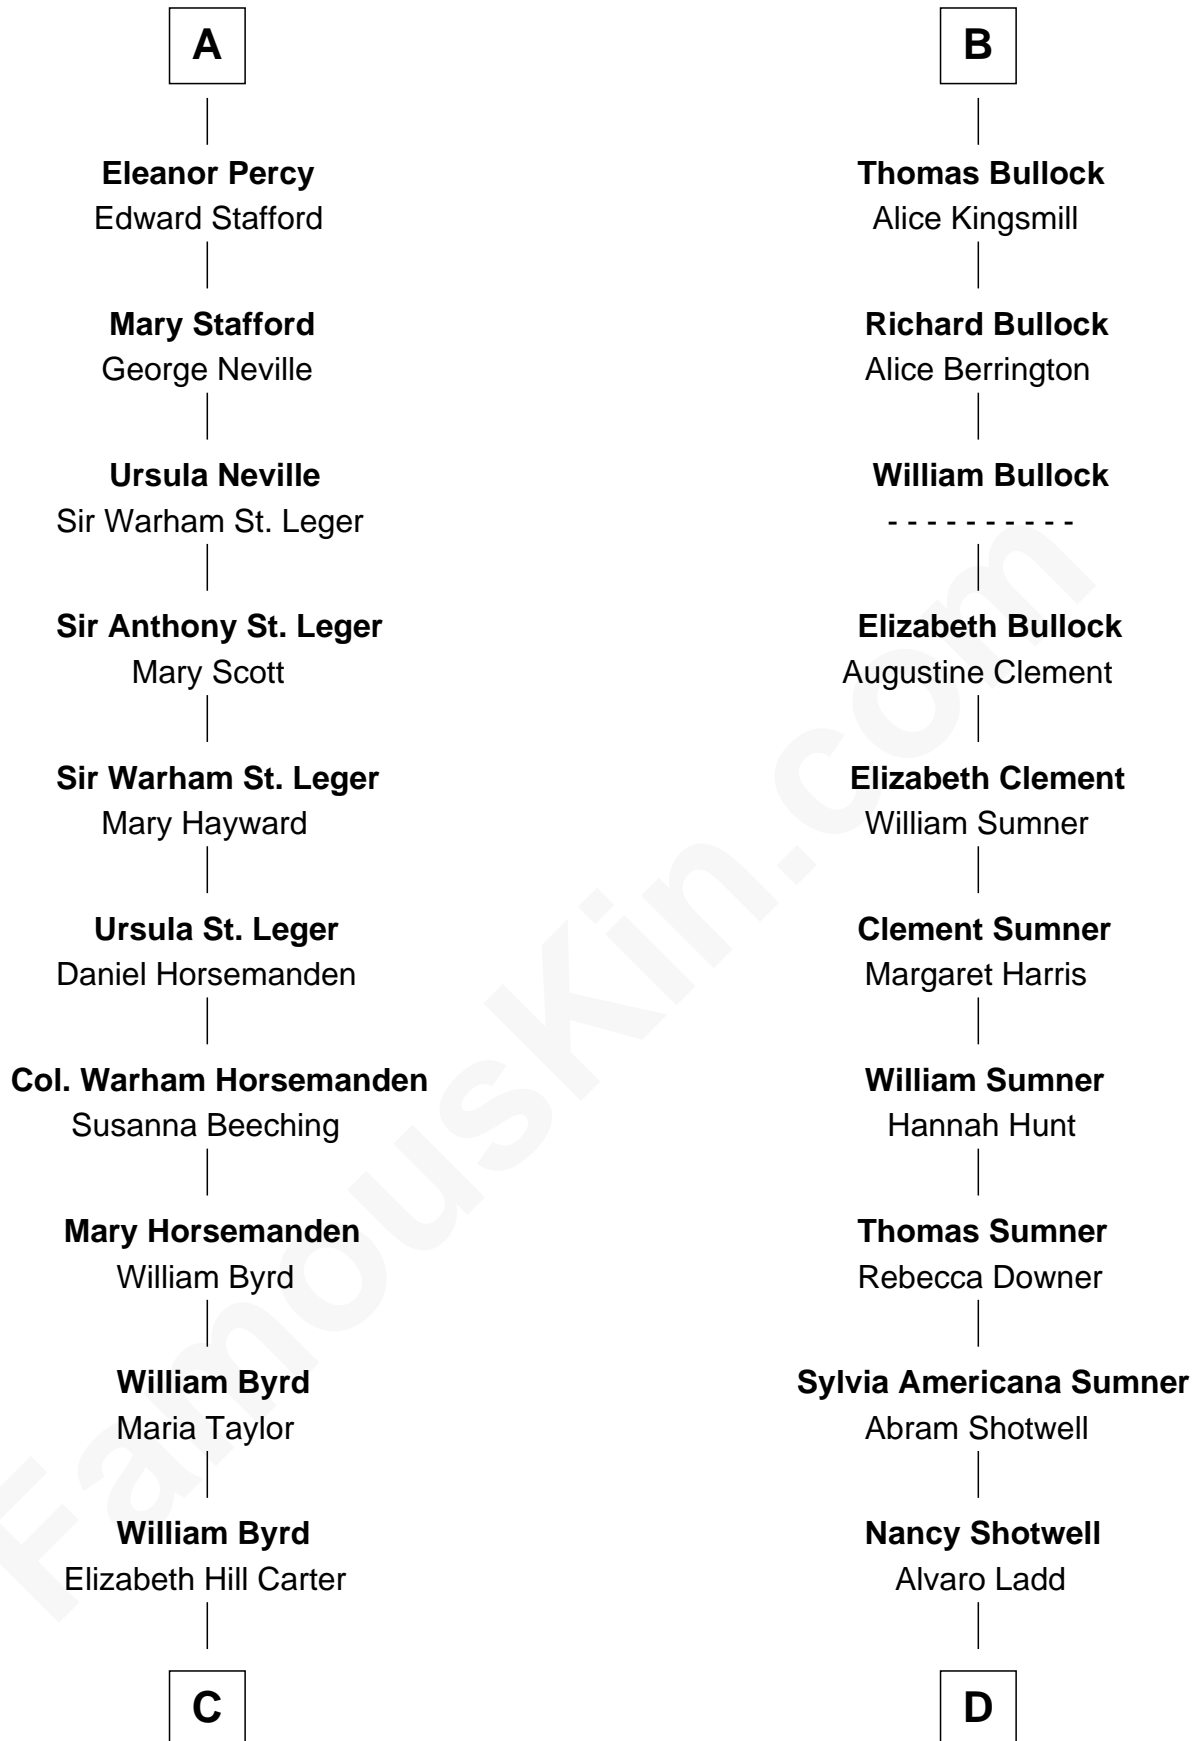 A
Eleanor Percy
Edward Stafford
Mary Stafford
George Neville
Ursula Neville
Sir Warham St. Leger
Sir Anthony St. Leger
Mary Scott
Sir Warham St. Leger
Mary Hayward
Ursula St. Leger
Daniel Horsemanden
Col. Warham Horsemanden
Susanna Beeching
Mary Horsemanden
William Byrd
William Byrd
Maria Taylor
William Byrd
Elizabeth Hill Carter
C
B
Thomas Bullock
Alice Kingsmill
Richard Bullock
Alice Berrington
William Bullock
- - - - - - - - - -
Elizabeth Bullock
Augustine Clement
Elizabeth Clement
William Sumner
Clement Sumner
Margaret Harris
William Sumner
Hannah Hunt
Thomas Sumner
Rebecca Downer
Sylvia Americana Sumner
Abram Shotwell
Nancy Shotwell
Alvaro Ladd
D
FamousKin.com